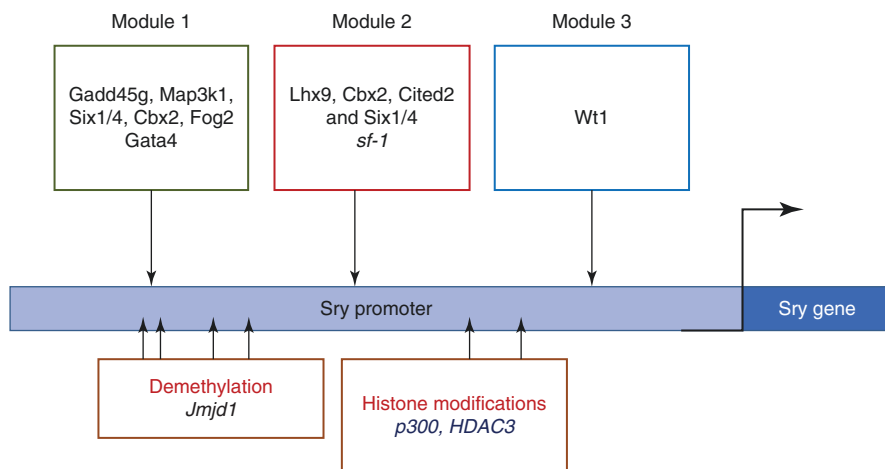 Module 1
Module 2
Module 3
Gadd45g, Map3k1,
Six1/4, Cbx2, Fog2
Gata4
Lhx9, Cbx2, Cited2
and Six1/4
sf-1
Wt1
Sry promoter
Sry gene
Demethylation
Jmjd1
Histone modifications
p300, HDAC3